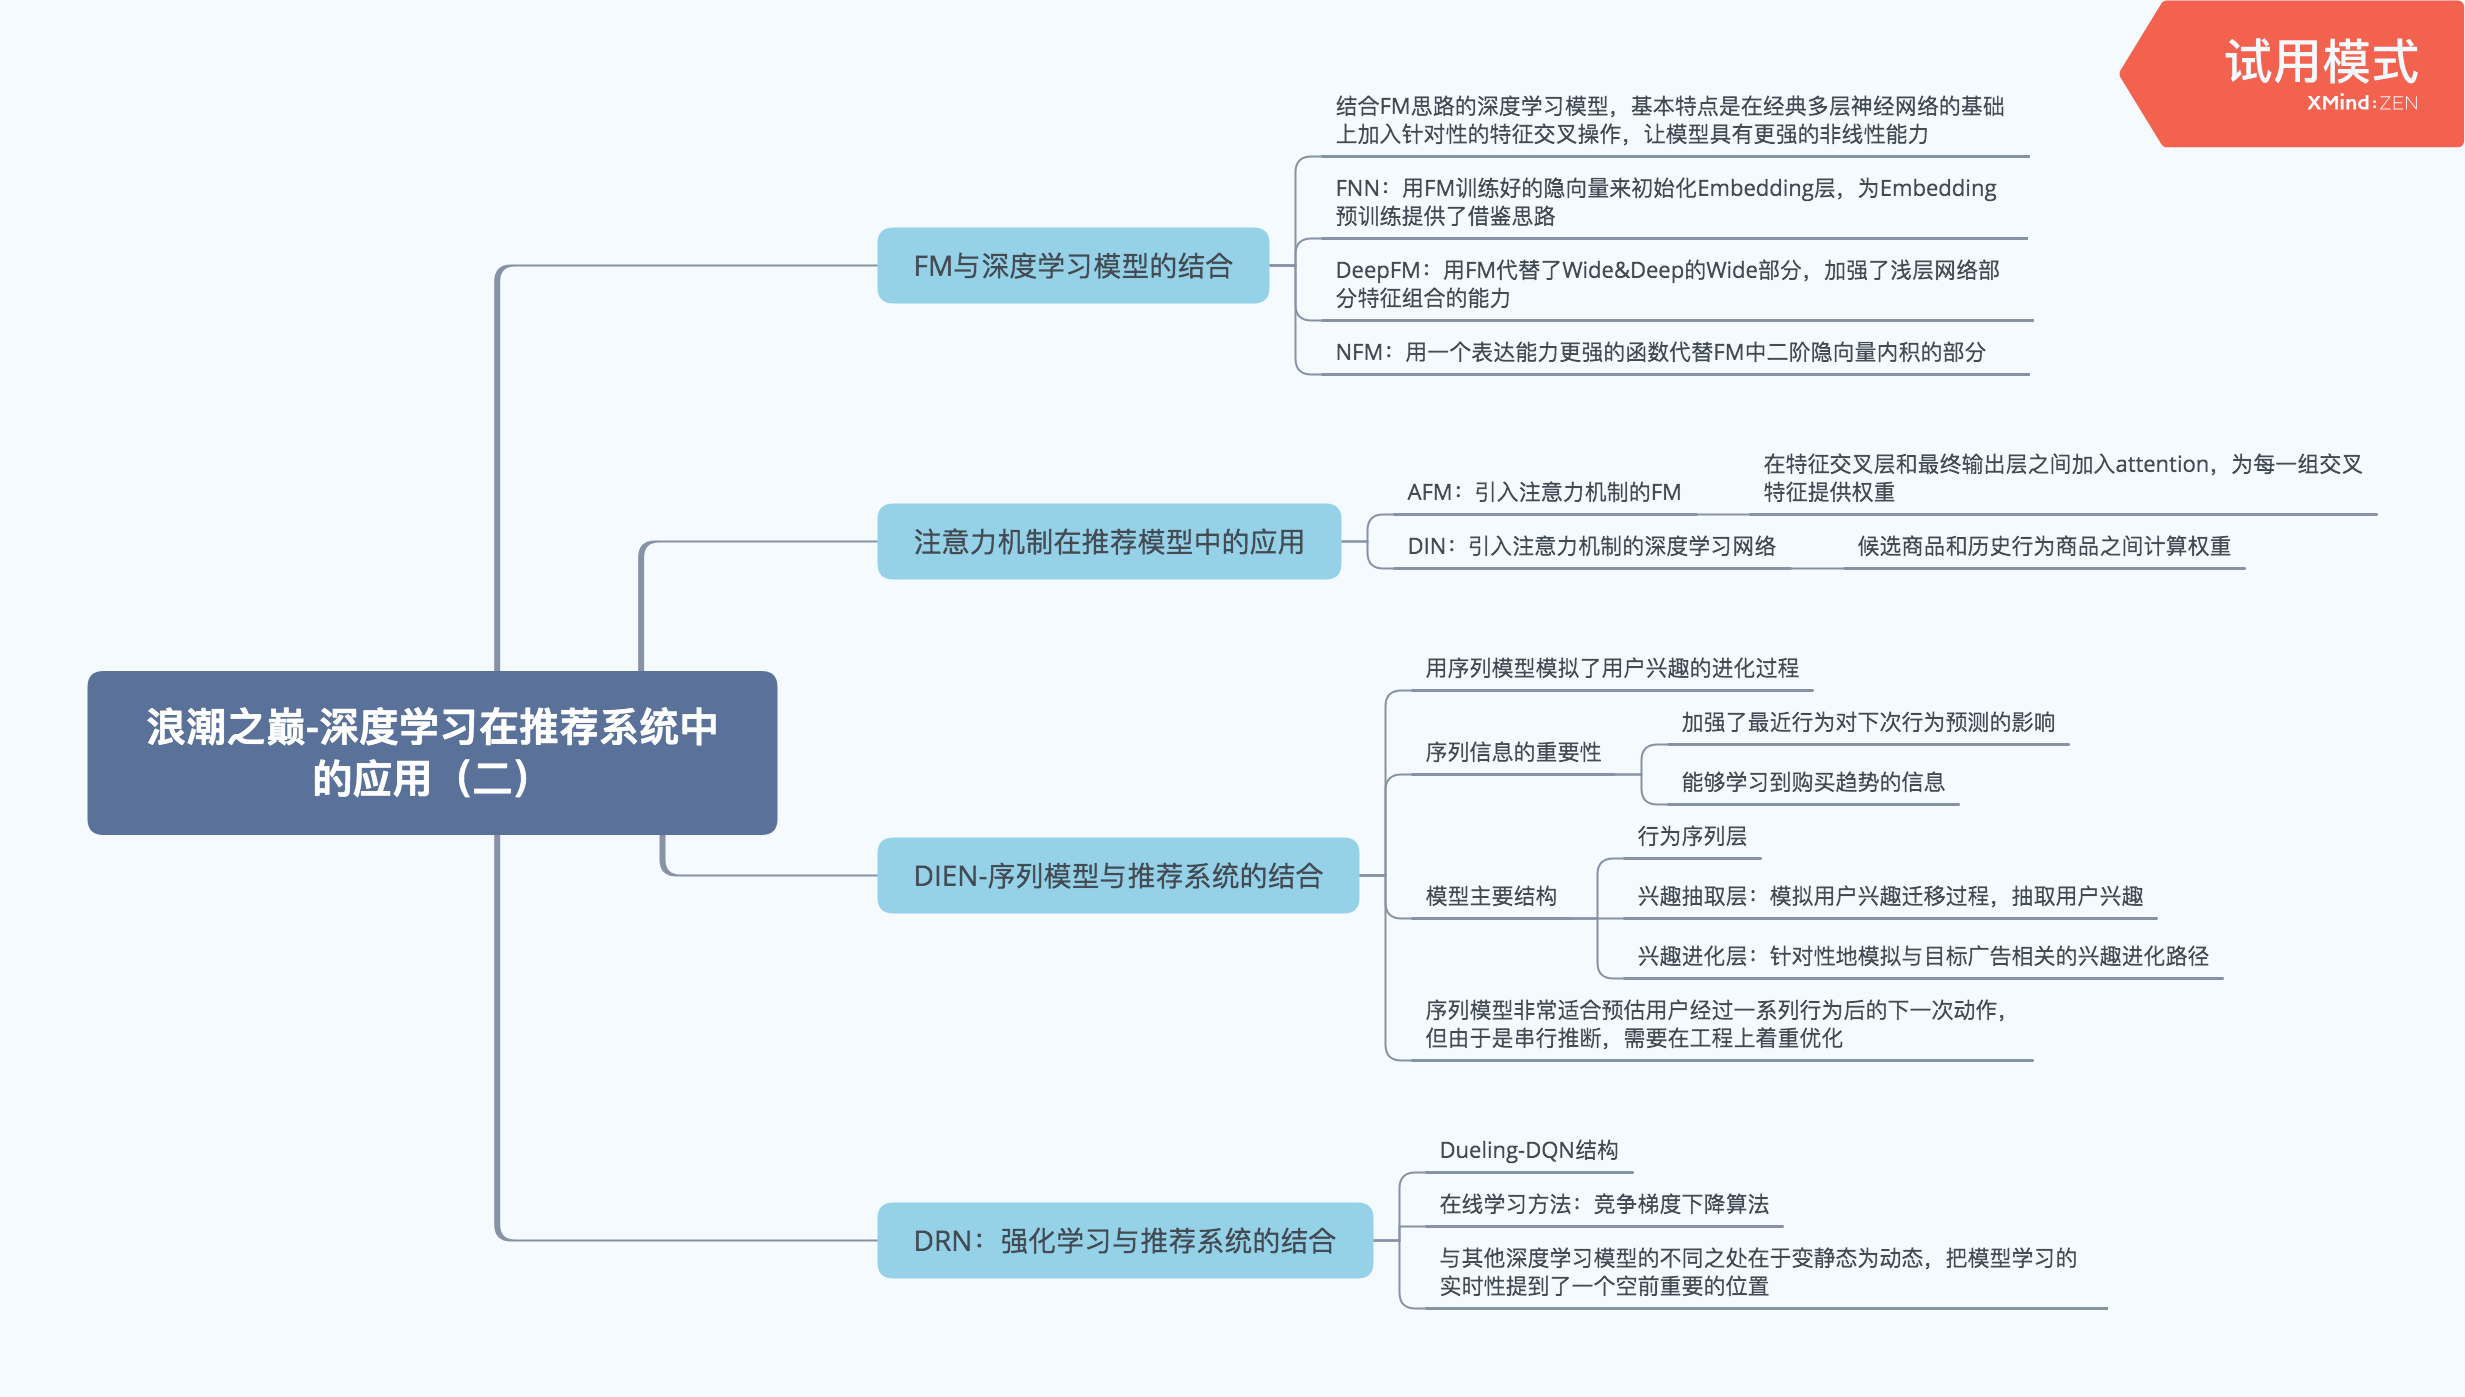 试用模式
XMind:ZEN
结合FM思路的深度学习模型，基本特点是在经典多层神经网络的基础
上加入针对性的特征交叉操作，让模型具有更强的非线性能力
FNN：用FM训练好的隐向量来初始化Embedding层，为Embedding
预训练提供了借鉴思路
FM与深度学习模型的结合
DeepFM：用FM代替了Wide&Deep的Wide部分，加强了浅层网络部
分特征组合的能力
NFM：用一个表达能力更强的函数代替FM中二阶隐向量内积的部分
在特征交叉层和最终输出层之间加入attention，为每一组交叉
特征提供权重
AFM：引入注意力机制的FM
注意力机制在推荐模型中的应用
DIN：引入注意力机制的深度学习网络
候选商品和历史行为商品之间计算权重
用序列模型模拟了用户兴趣的进化过程
加强了最近行为对下次行为预测的影响
序列信息的重要性
能够学习到购买趋势的信息
浪潮之巅-深度学习在推荐系统中
的应用（二）
行为序列层
DIEN-序列模型与推荐系统的结合
模型主要结构
兴趣抽取层：模拟用户兴趣迁移过程，抽取用户兴趣
兴趣进化层：针对性地模拟与目标广告相关的兴趣进化路径
序列模型非常适合预估用户经过一系列行为后的下一次动作，
但由于是串行推断，需要在工程上着重优化
Dueling-DQN结构
在线学习方法：竞争梯度下降算法
DRN：强化学习与推荐系统的结合
与其他深度学习模型的不同之处在于变静态为动态，把模型学习的
实时性提到了一个空前重要的位置